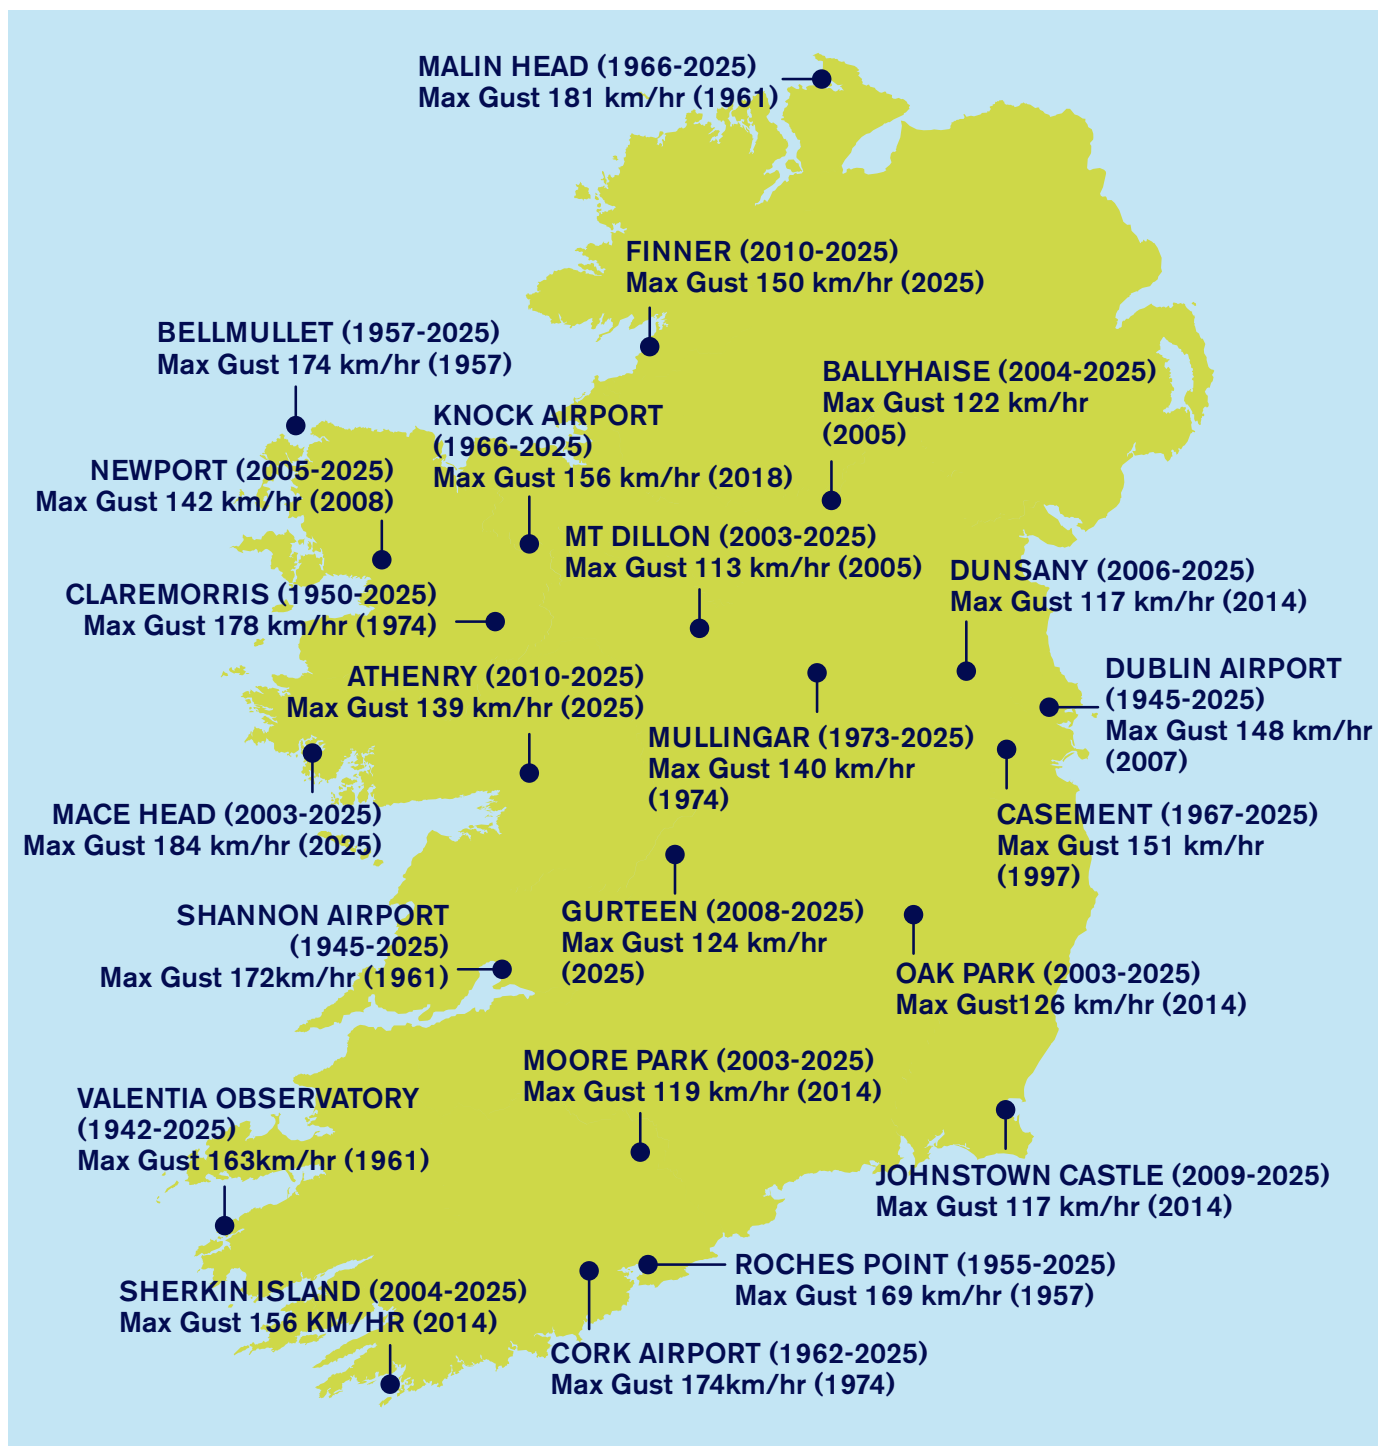 MALIN HEAD (1966-2025)
Max Gust 181 km/hr (1961)
FINNER (2010-2025)
Max Gust 150 km/hr (2025)
BELLMULLET (1957-2025)
Max Gust 174 km/hr (1957)
BALLYHAISE (2004-2025)
Max Gust 122 km/hr
(2005)
KNOCK AIRPORT
(1966-2025)
Max Gust 156 km/hr (2018)
NEWPORT (2005-2025)
Max Gust 142 km/hr (2008)
MT DILLON (2003-2025)
Max Gust 113 km/hr (2005)
DUNSANY (2006-2025)
Max Gust 117 km/hr (2014)
CLAREMORRIS (1950-2025)
Max Gust 178 km/hr (1974)
DUBLIN AIRPORT
(1945-2025)
Max Gust 148 km/hr
(2007)
ATHENRY (2010-2025)
Max Gust 139 km/hr (2025)
MULLINGAR (1973-2025)
Max Gust 140 km/hr
(1974)
MACE HEAD (2003-2025)
Max Gust 184 km/hr (2025)
CASEMENT (1967-2025)
Max Gust 151 km/hr
(1997)
SHANNON AIRPORT
(1945-2025)
Max Gust 172km/hr (1961)
GURTEEN (2008-2025)
Max Gust 124 km/hr
(2025)
OAK PARK (2003-2025)
Max Gust126 km/hr (2014)
MOORE PARK (2003-2025)
Max Gust 119 km/hr (2014)
VALENTIA OBSERVATORY
(1942-2025)
Max Gust 163km/hr (1961)
JOHNSTOWN CASTLE (2009-2025)
Max Gust 117 km/hr (2014)
ROCHES POINT (1955-2025)
Max Gust 169 km/hr (1957)
SHERKIN ISLAND (2004-2025)
Max Gust 156 KM/HR (2014)
CORK AIRPORT (1962-2025)
Max Gust 174km/hr (1974)